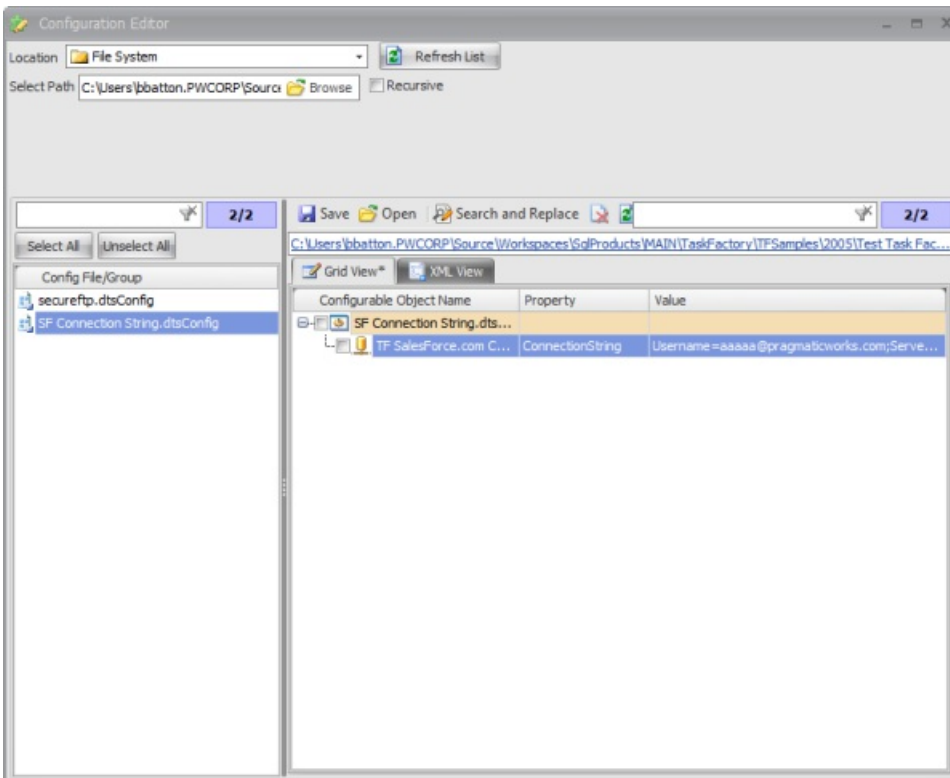 Configuration Editor
Location File System Refresh List
Select Path C:\Users\bbatton.PWCORP\Source Browse Recursive
2/2
Select All Unselect All
Config File/Group
secureftp.dtsConfig
SF Connection String.dtsConfig
Save Open Search and Replace 2/2
C:\Users\bbatton.PWCORP\Source\Workspaces\SqlProducts\MAIN\TaskFactory\TFSamples\2005\Test Task Fac...
Grid View* XML View
Configurable Object Name Property Value
SF Connection String.dts...
TF SalesForce.com C... ConnectionString Username=aaaaa@pragmaticworks.com;Serve...